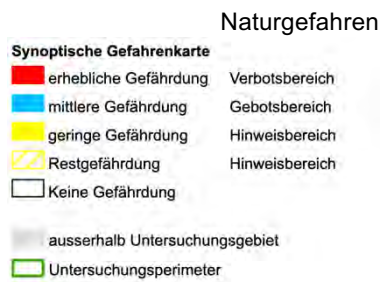 Naturgefahren
Synoptische Gefahrenkarte
erhebliche Gefährdung Verbotsbereich
mittlere Gefährdung Gebotsbereich
geringe Gefährdung Hinweisbereich
Restgefährdung Hinweisbereich
Keine Gefährdung
ausserhalb Untersuchungsgebiet
Untersuchungsperimeter